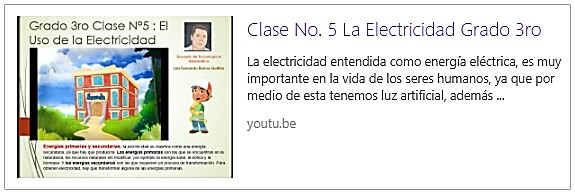 Grado 3ro Clase N°5 : El
Uso de la Electricidad
Clase No. 5 La Electricidad Grado 3ro
La electricidad entendida como energía eléctrica, es muy
importante en la vida de los seres humanos, ya que por
medio de esta tenemos luz artificial, además ...
youtu.be
Docente de Tecnología e
Informática
Luis Fernando Ramos
Escuela
Energías primarias y secundarias, la electricidad se clasifica como una energía
secundaria, ya que hay que producirla. Las energías primarias son las que se encuentran en la
naturaleza, los recursos naturales sin modificar, por ejemplo la energía solar, la eólica y la
biomasa. Y las energías secundarias son las que requieren un proceso de transformación. Para
obtener electricidad, hay que transformar alguna de las energías primarias.